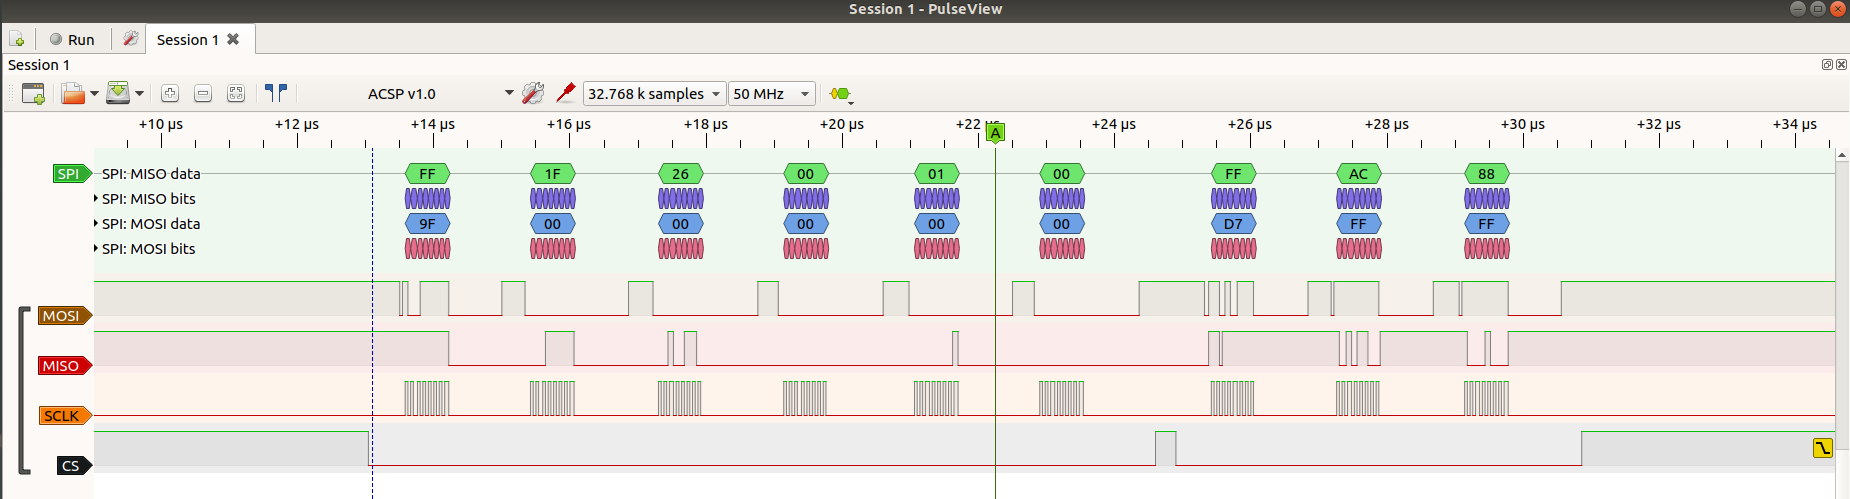 Session 1 - PulseView
Run
Session 1
Session 1
ACSP v1.0 32.768 k samples 50 MHz
+10 µs +12 µs +14 µs +16 µs +18 µs +20 µs +22 µs +24 µs +26 µs +28 µs +30 µs +32 µs +34 µs
A
SPI SPI: MISO data FF 1F 26 00 01 00 FF AC 88
SPI: MISO bits
SPI: MOSI data 9F 00 00 00 00 00 D7 FF FF
SPI: MOSI bits
MOSI
MISO
SCLK
CS